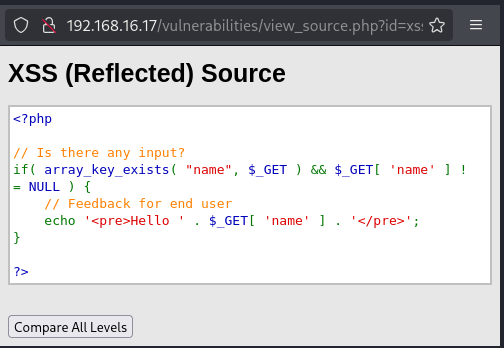 192.168.16.17/vulnerabilities/view_source.php?id=xs
XSS (Reflected) Source
<?php
// Is there any input?
if( array_key_exists( "name", $_GET ) && $_GET[ 'name' ] !
= NULL ) {
    // Feedback for end user
    echo '<pre>Hello ' . $_GET[ 'name' ] . '</pre>';
}
?>
Compare All Levels